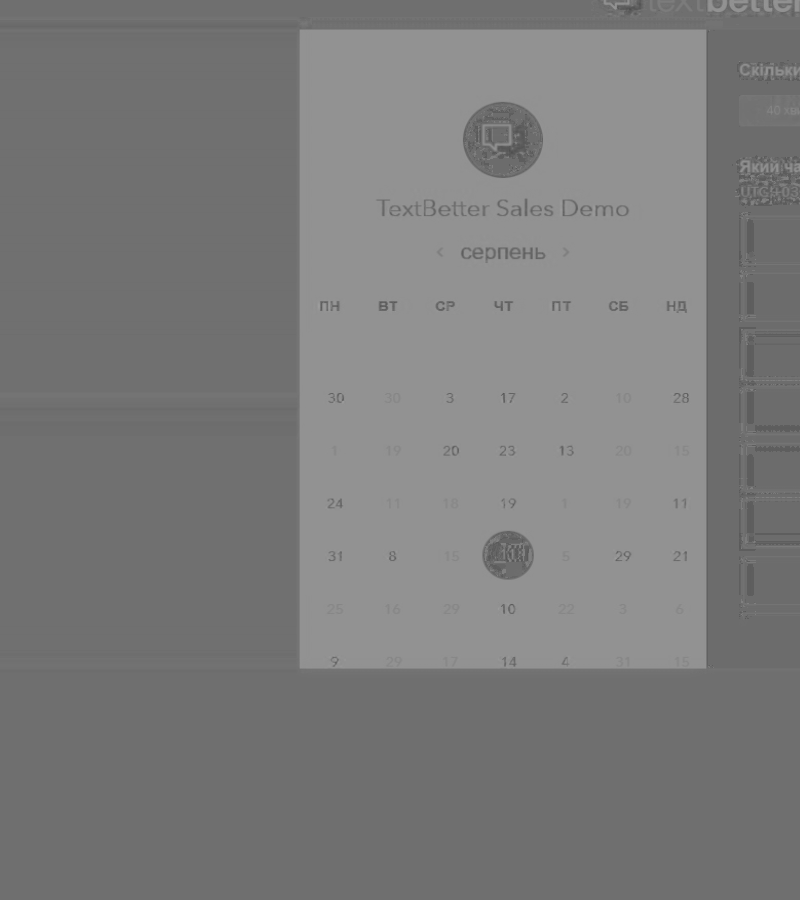 textbetter
Скільки
40 хв
TextBetter Sales Demo
Який ча
серпень
ПН ВТ СР ЧТ ПТ СБ НД
30 30 3 17 2 10 28
1 19 20 23 13 20 15
24 11 18 19 1 19 11
31 8 15 6 29 21
25 16 29 10 22 3 6
9 29 17 14 4 31 15